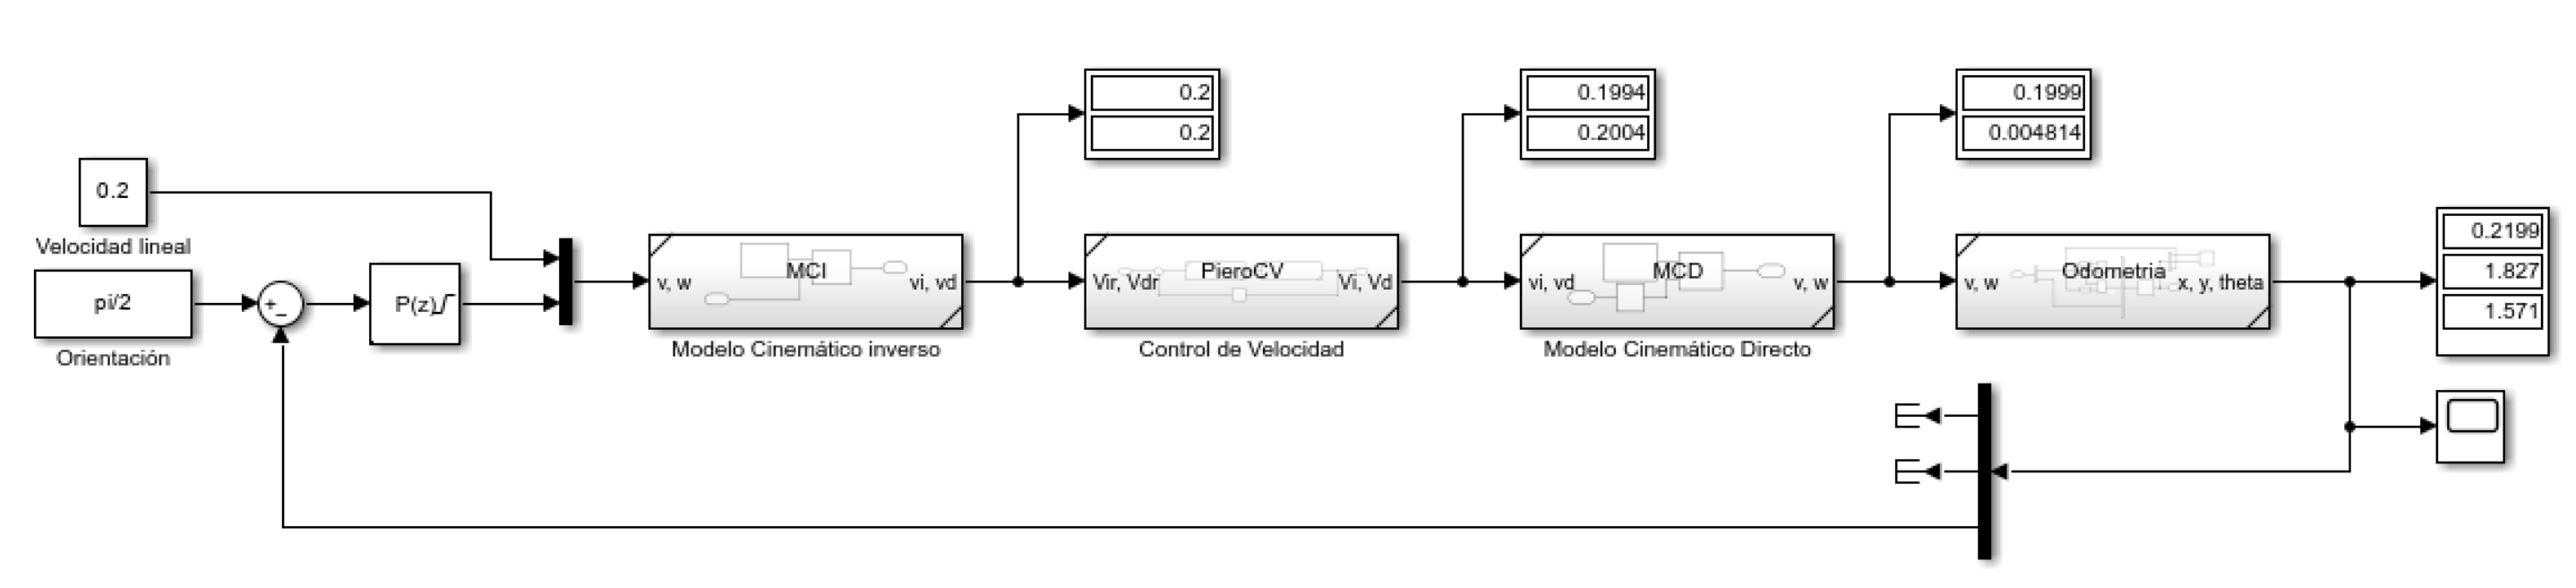 0.2
Velocidad lineal
pi/2
Orientación
+
−
P(z)
v, w
MCI
vi, vd
Modelo Cinemático inverso
0.2
0.2
Vir, Vdr
PieroCV
Vi, Vd
Control de Velocidad
0.1994
0.2004
vi, vd
MCD
v, w
Modelo Cinemático Directo
0.1999
0.004814
v, w
Odometria
x, y, theta
0.2199
1.827
1.571